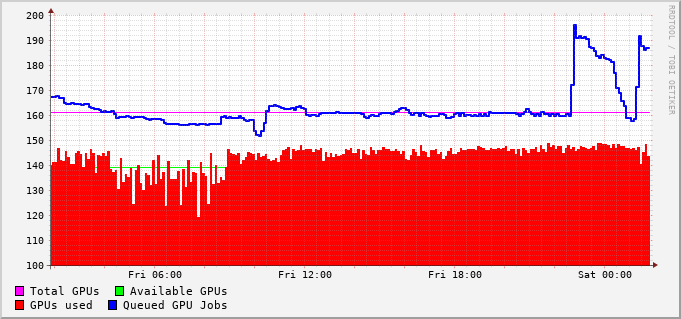 200
190
180
170
160
150
140
130
120
110
100
Fri 06:00 Fri 12:00 Fri 18:00 Sat 00:00
Total GPUs Available GPUs
GPUs used Queued GPU Jobs
RRDTOOL / TOBI OETIKER